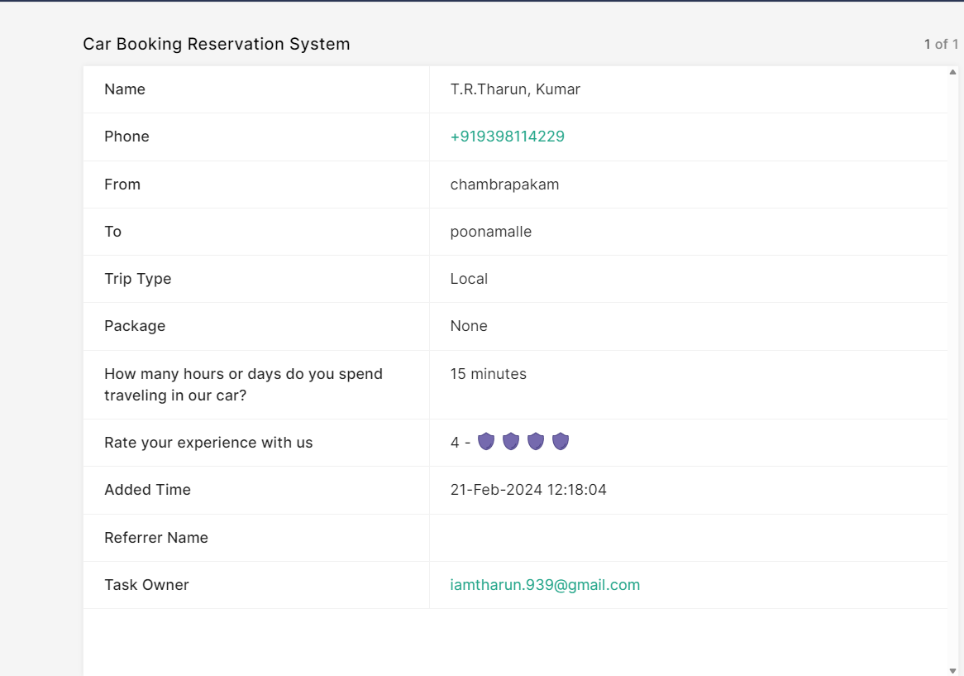 Car Booking Reservation System
1 of 1
Name T.R.Tharun, Kumar
Phone +919398114229
From chambrapakam
To poonamalle
Trip Type Local
Package None
How many hours or days do you spend 15 minutes
traveling in our car?
Rate your experience with us 4 -
Added Time 21-Feb-2024 12:18:04
Referrer Name
Task Owner iamtharun.939@gmail.com